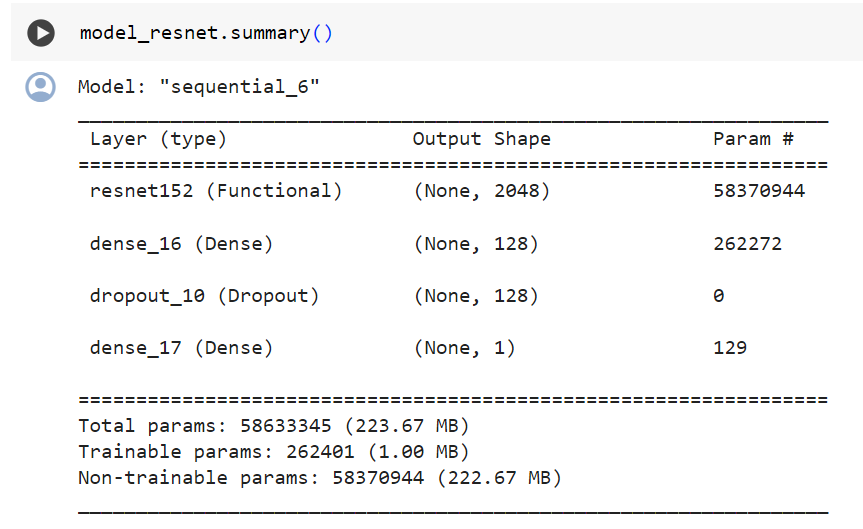 model_resnet.summary()
Model: "sequential_6"
_________________________________________________________________
Layer (type) Output Shape Param #
=================================================================
resnet152 (Functional) (None, 2048) 58370944
dense_16 (Dense) (None, 128) 262272
dropout_10 (Dropout) (None, 128) 0
dense_17 (Dense) (None, 1) 129
=================================================================
Total params: 58633345 (223.67 MB)
Trainable params: 262401 (1.00 MB)
Non-trainable params: 58370944 (222.67 MB)
_________________________________________________________________